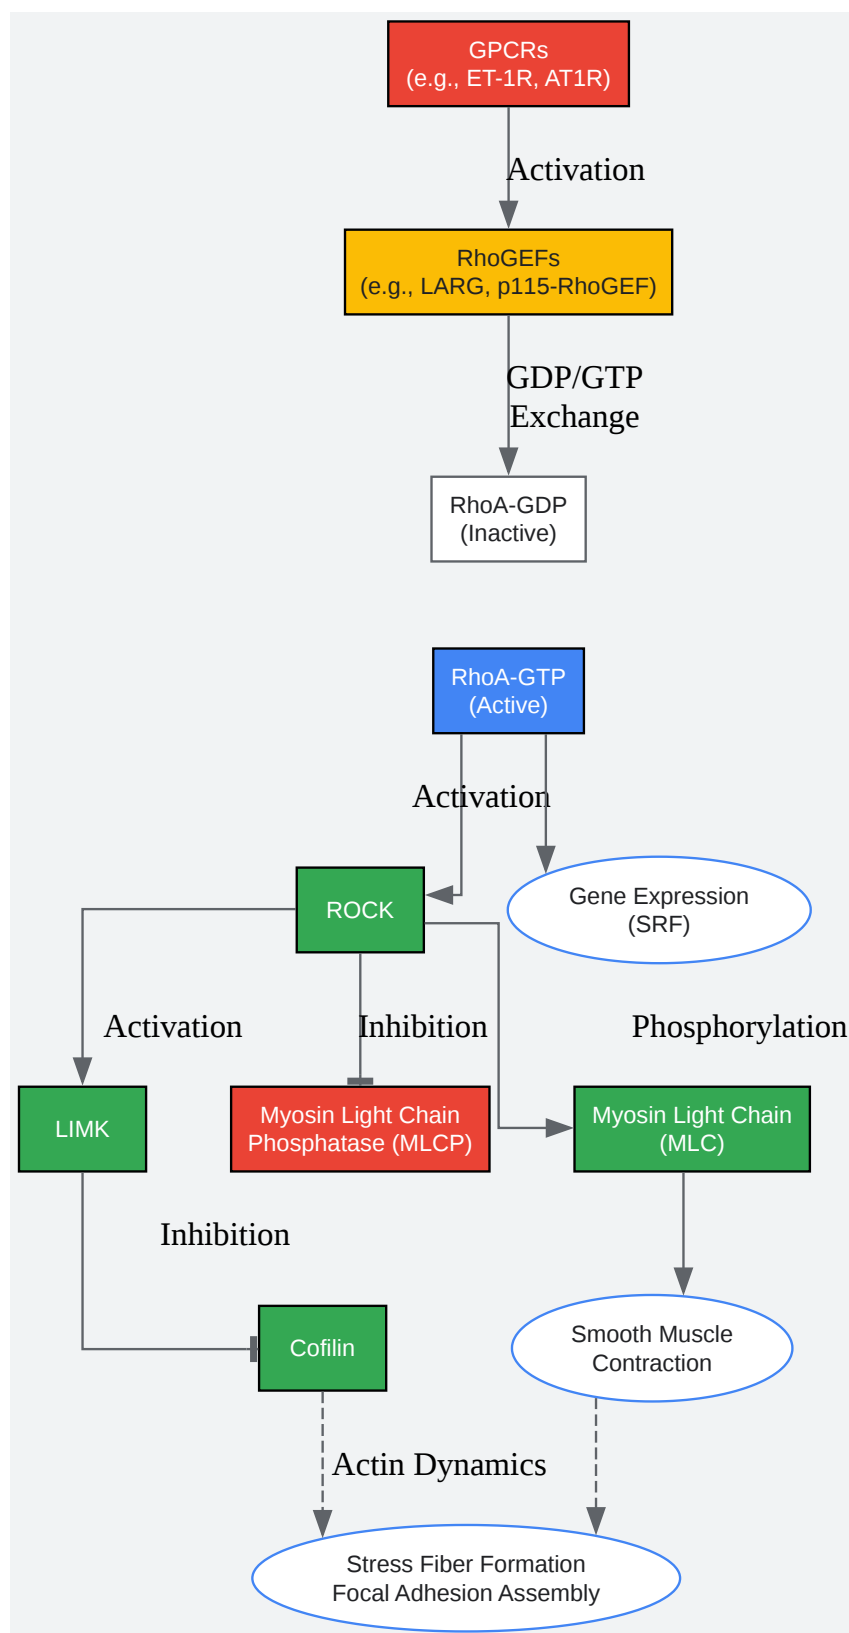 GPCRs
(e.g., ET-1R, AT1R)
Activation
RhoGEFs
(e.g., LARG, p115-RhoGEF)
GDP/GTP
Exchange
RhoA-GDP
(Inactive)
RhoA-GTP
(Active)
Activation
ROCK
Gene Expression
(SRF)
Activation
Inhibition
Phosphorylation
LIMK
Myosin Light Chain
Phosphatase (MLCP)
Myosin Light Chain
(MLC)
Inhibition
Cofilin
Smooth Muscle
Contraction
Actin Dynamics
Stress Fiber Formation
Focal Adhesion Assembly